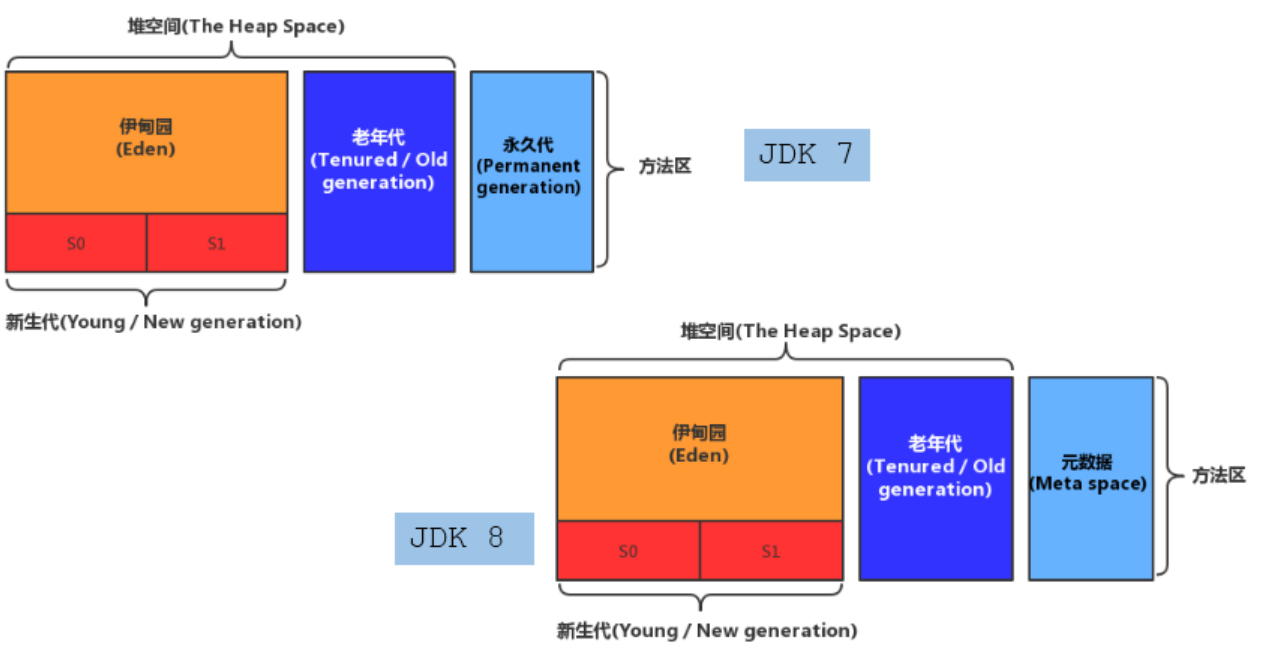 堆空间(The Heap Space)
伊甸园
(Eden)
S0
S1
老年代
(Tenured / Old
generation)
永久代
(Permanent
generation)
方法区
JDK 7
新生代(Young / New generation)
堆空间(The Heap Space)
伊甸园
(Eden)
S0
S1
老年代
(Tenured / Old
generation)
元数据
(Meta space)
方法区
JDK 8
新生代(Young / New generation)